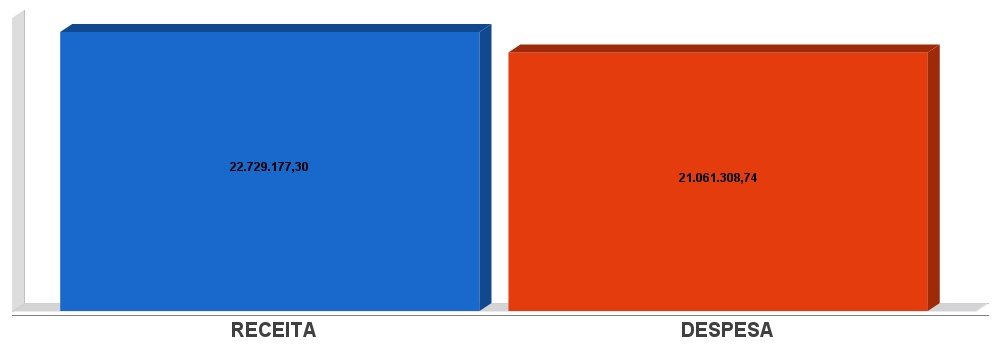 22.729.177,30
21.061.308,74
RECEITA
DESPESA